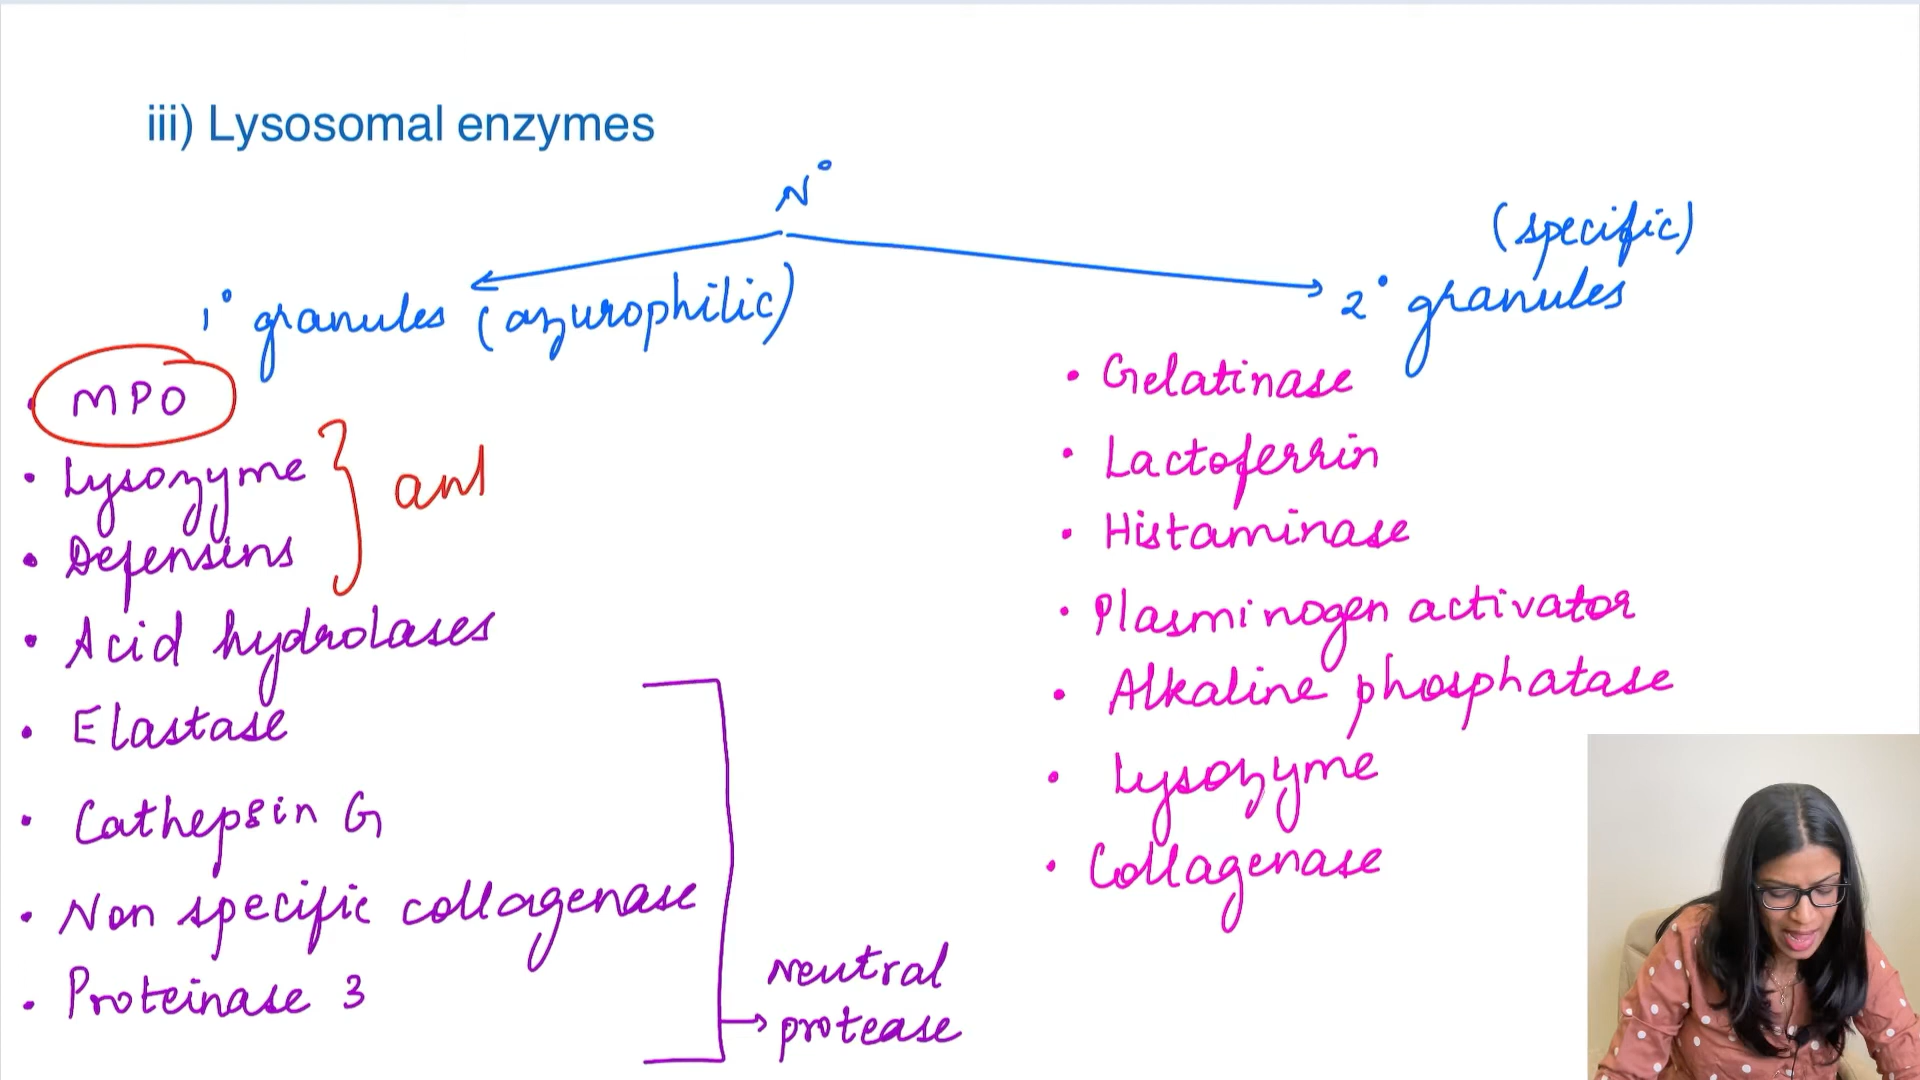 iii) Lysosomal enzymes
N°
1° granules (azurophilic)
(specific)
2° granules
• MPO
• Lysozyme
• Defensins
} ant
• Acid hydrolases
• Elastase
• Cathepsin G
• Non specific collagenase
• Proteinase 3
Neutral
protease
• Gelatinase
• Lactoferrin
• Histaminase
• Plasminogen activator
• Alkaline phosphatase
• Lysozyme
• Collagenase